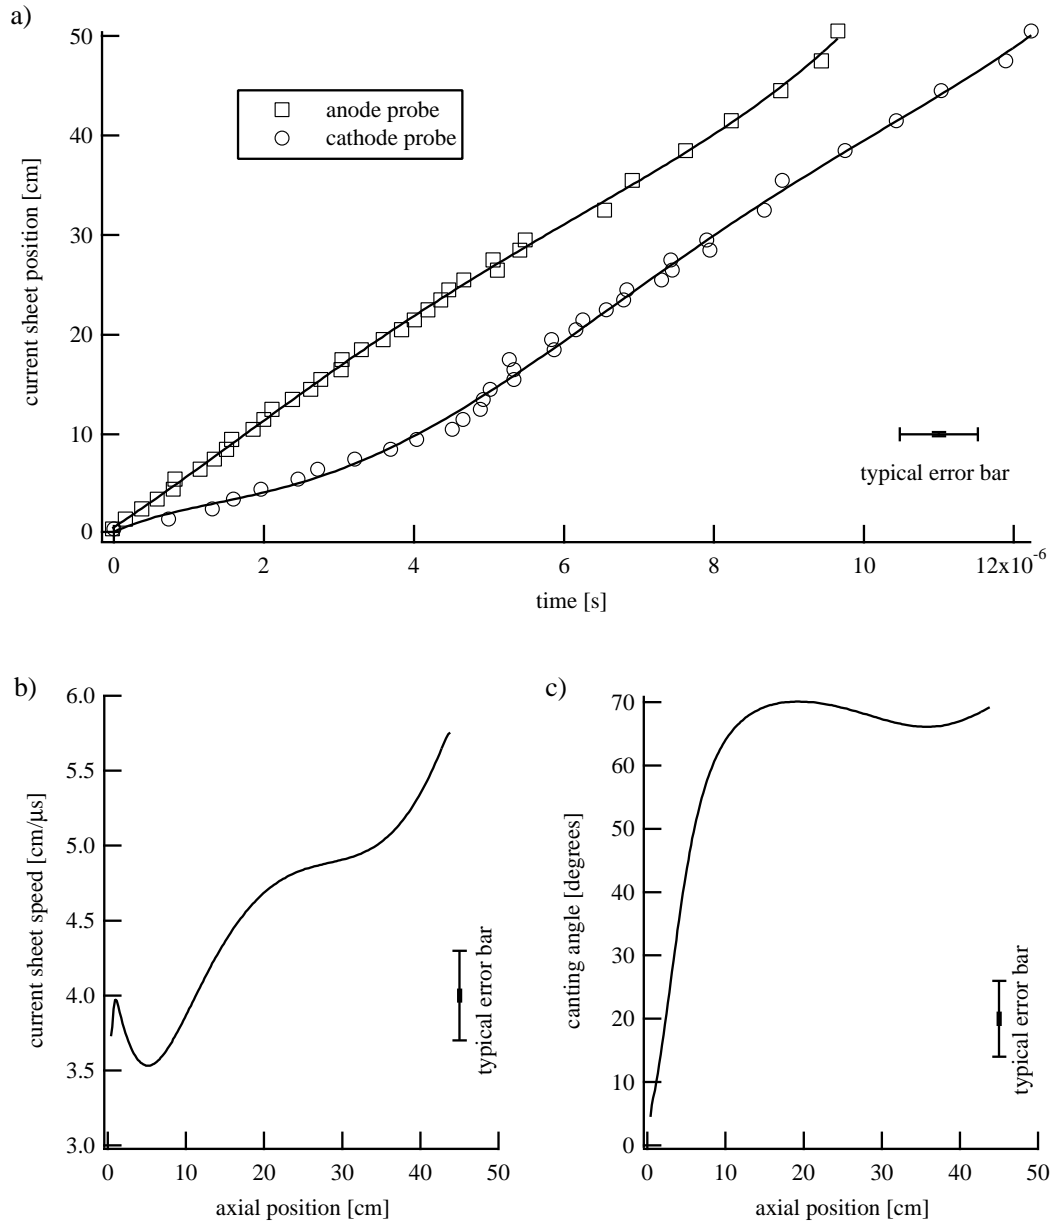 a)
50
40
30
20
10
0
current sheet position [cm]
anode probe
cathode probe
typical error bar
0 2 4 6 8 10 12x10-6
time [s]
b)
6.0
5.5
5.0
4.5
4.0
3.5
3.0
current sheet speed [cm/µs]
typical error bar
0 10 20 30 40 50
axial position [cm]
c)
70
60
50
40
30
20
10
0
canting angle [degrees]
typical error bar
0 10 20 30 40 50
axial position [cm]